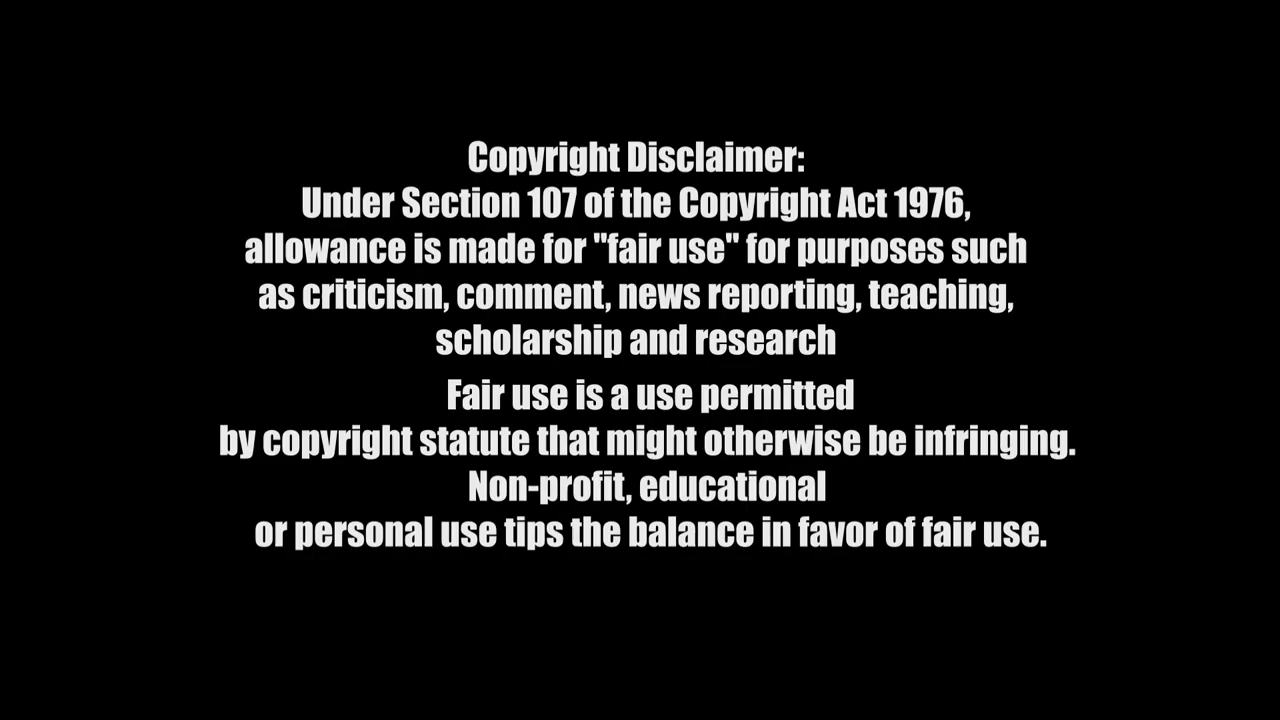 Copyright Disclaimer:
Under Section 107 of the Copyright Act 1976,
allowance is made for "fair use" for purposes such
as criticism, comment, news reporting, teaching,
scholarship and research
Fair use is a use permitted
by copyright statute that might otherwise be infringing.
Non-profit, educational
or personal use tips the balance in favor of fair use.